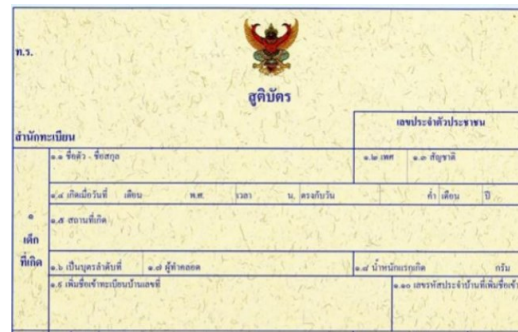 ท.ร.
สูติบัตร
เลขประจำตัวประชาชน
สำนักทะเบียน
๑.๑ ชื่อตัว - ชื่อสกุล ๑.๒ เพศ ๑.๓ สัญชาติ
๑.๔ เกิดเมื่อวันที่ เดือน พ.ศ. เวลา น. ตรงกับวัน ค่ำ เดือน ปี
๑
เด็ก
ที่เกิด
๑.๕ สถานที่เกิด
๑.๖ เป็นบุตรลำดับที่ ๑.๗ ผู้ทำคลอด ๑.๘ น้ำหนักแรกเกิด กรัม
๑.๙ เพิ่มชื่อเข้าทะเบียนบ้านเลขที่ ๑.๑๐ เลขรหัสประจำบ้านที่เพิ่มชื่อเข้า